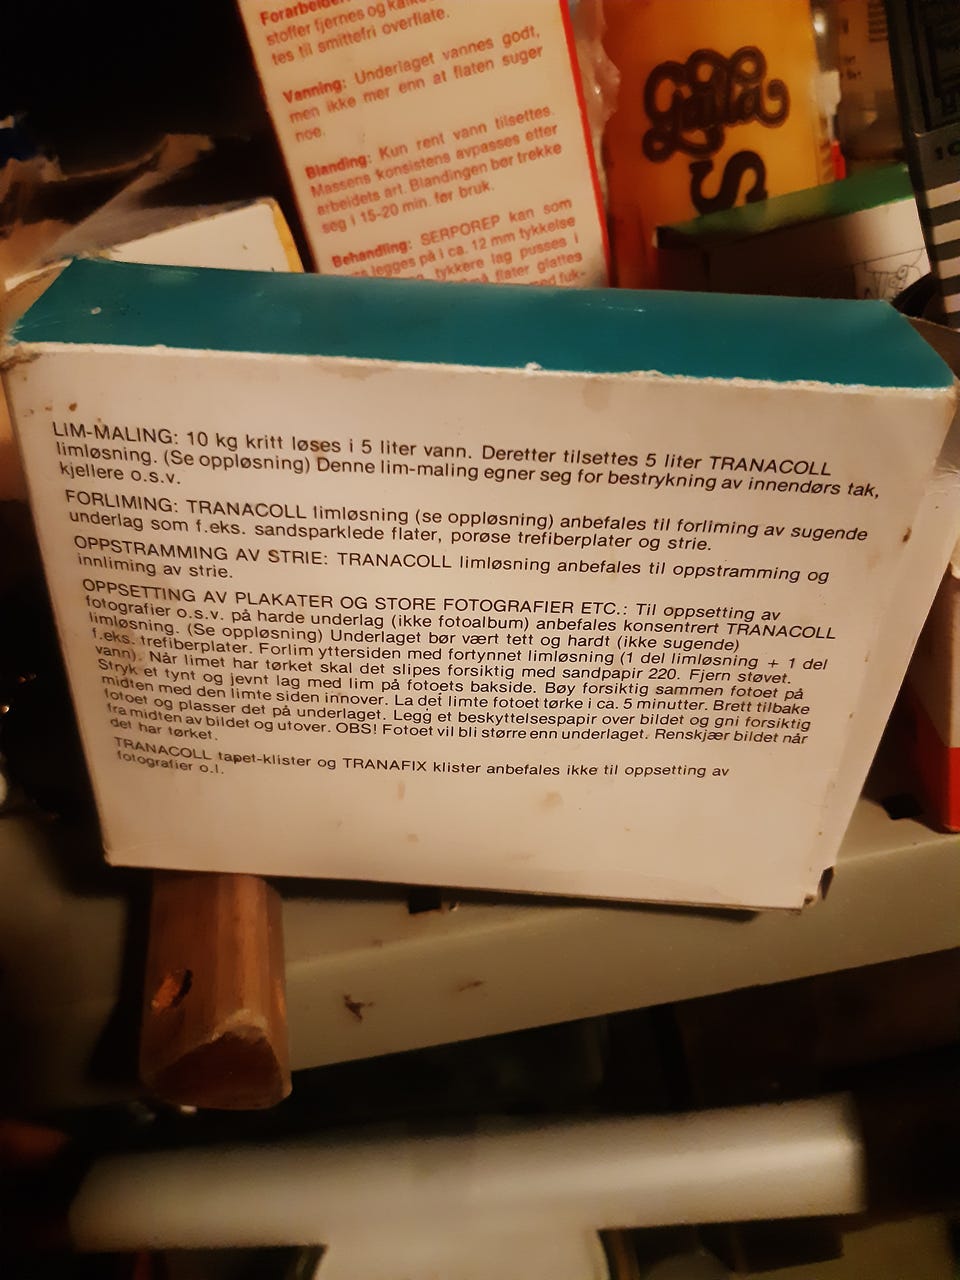 stoffer fjernes og
tes til smittefri overflate.
Vanning: Underlaget vannes godt,
men ikke mer enn at flaten suger
noe.
Blanding: Kun rent vann tilsettes.
Massens konsistens avpasses etter
arbeidets art. Blandingen bør trekke
seg i 15-20 min. før bruk.
Behandling: SERPOREP kan som
legges på i ca. 12 mm tykkelse
tykkere lag pusses i
flater glattes
med fuk-
LIM-MALING: 10 kg kritt løses i 5 liter vann. Deretter tilsettes 5 liter TRANACOLL
limløsning. (Se oppløsning) Denne lim-maling egner seg for bestrykning av innendørs tak,
kjellere o.s.v.
FORLIMING: TRANACOLL limløsning (se oppløsning) anbefales til forliming av sugende
underlag som f.eks. sandsparklede flater, porøse trefiberplater og strie.
OPPSTRAMMING AV STRIE: TRANACOLL limløsning anbefales til oppstramming og
innliming av strie.
OPPSETTING AV PLAKATER OG STORE FOTOGRAFIER ETC.: Til oppsetting av
fotografier o.s.v. på harde underlag (ikke fotoalbum) anbefales konsentrert TRANACOLL
limløsning. (Se oppløsning) Underlaget bør vært tett og hardt (ikke sugende)
f.eks. trefiberplater. Forlim yttersiden med fortynnet limløsning (1 del limløsning + 1 del
vann). Når limet har tørket skal det slipes forsiktig med sandpapir 220. Fjern støvet.
Stryk et tynt og jevnt lag med lim på fotoets bakside. Bøy forsiktig sammen fotoet på
midten med den limte siden innover. La det limte fotoet tørke i ca. 5 minutter. Brett tilbake
fotoet og plasser det på underlaget. Legg et beskyttelsespapir over bildet og gni forsiktig
fra midten av bildet og utover. OBS! Fotoet vil bli større enn underlaget. Renskjær bildet når
det har tørket.
TRANACOLL tapet-klister og TRANAFIX klister anbefales ikke til oppsetting av
fotografier o.l.